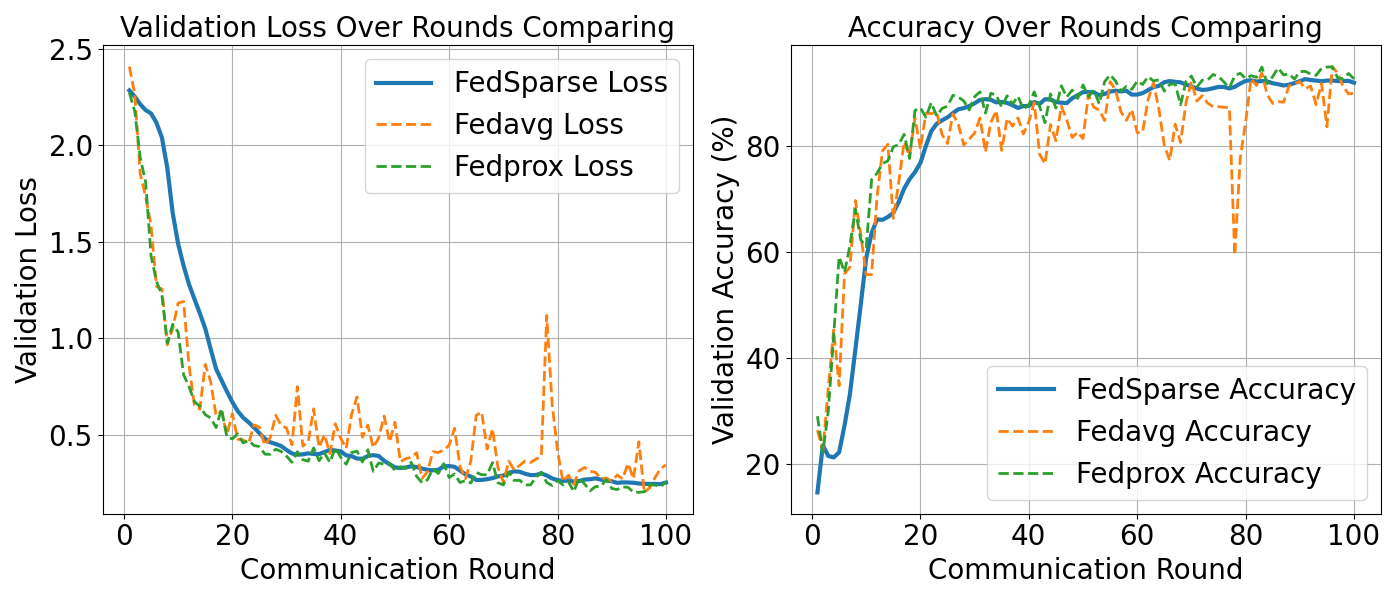 Validation Loss Over Rounds Comparing
2.5
2.0
1.5
1.0
0.5
Validation Loss
FedSparse Loss
Fedavg Loss
Fedprox Loss
0 20 40 60 80 100
Communication Round
Accuracy Over Rounds Comparing
80
60
40
20
Validation Accuracy (%)
FedSparse Accuracy
Fedavg Accuracy
Fedprox Accuracy
0 20 40 60 80 100
Communication Round